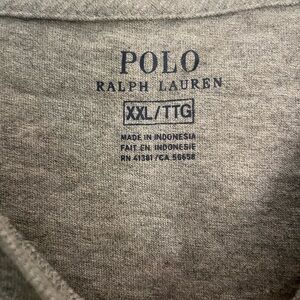 POLO
RALPH LAUREN
XXL/TTG
MADE IN INDONESIA
FAIT EN INDONESIE
RN 41381/CA 56658